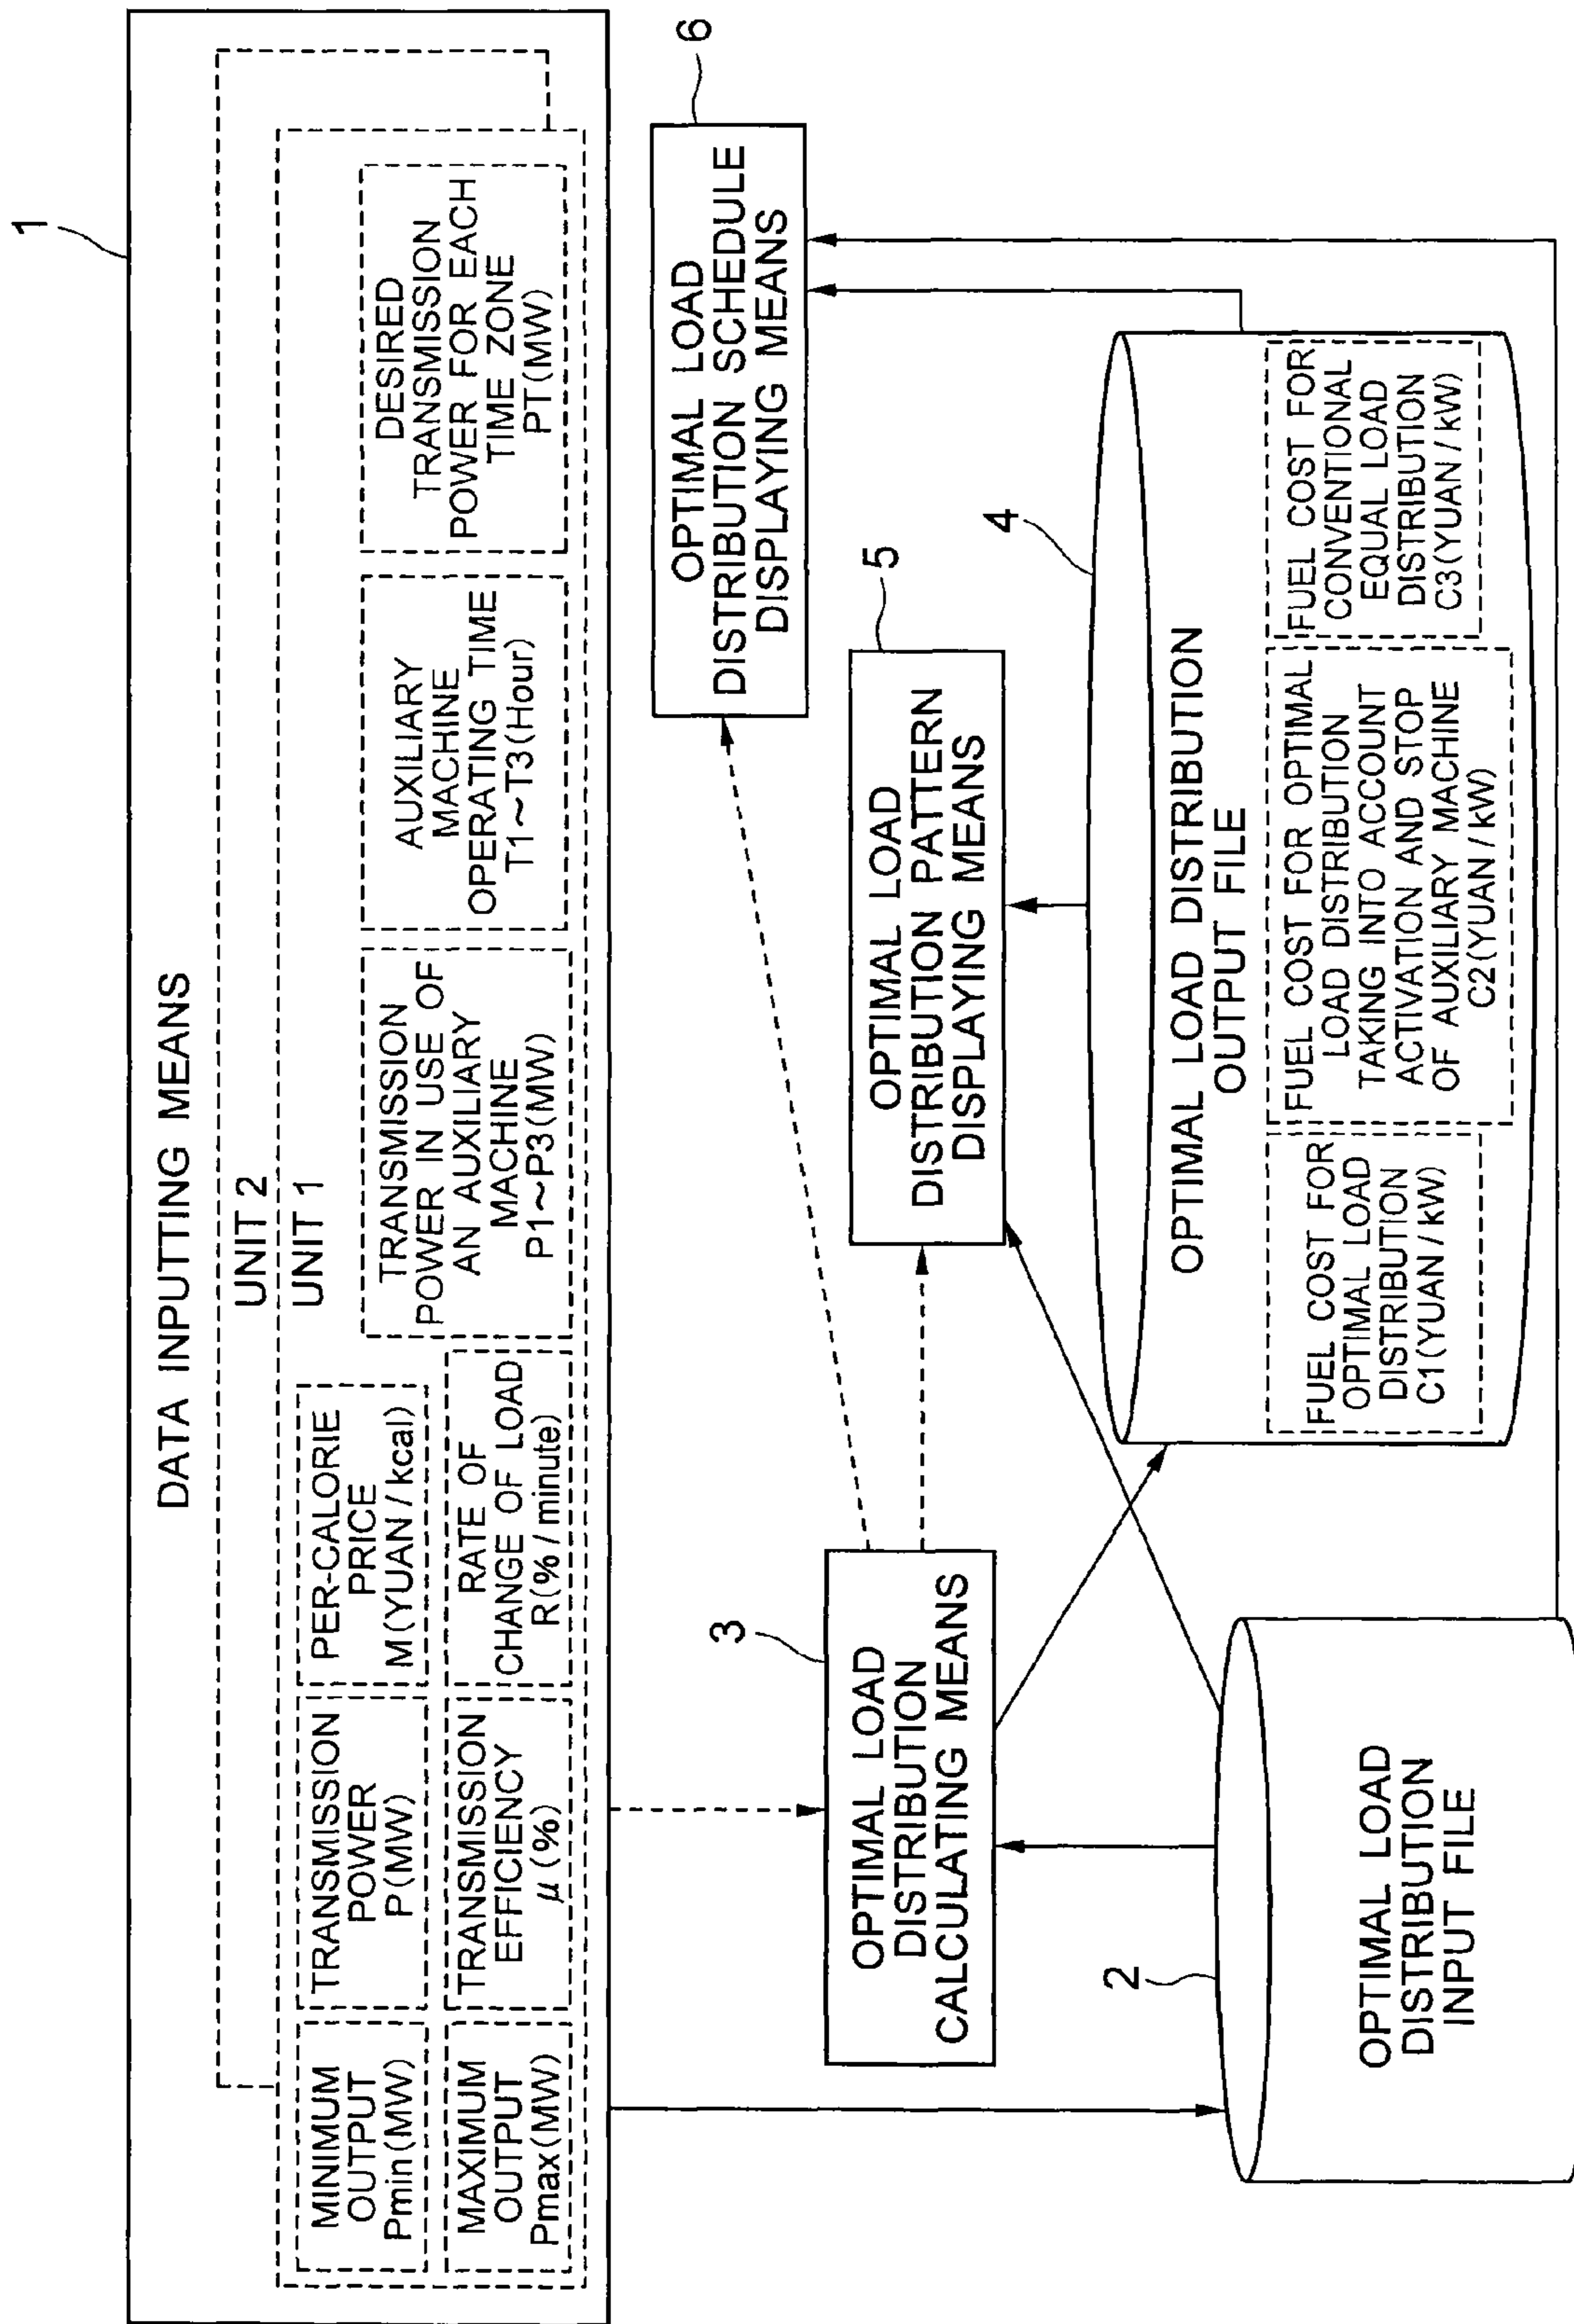 1
DATA INPUTTING MEANS
UNIT 2
UNIT 1
MINIMUM
OUTPUT
Pmin(MW)
TRANSMISSION
POWER
P(MW)
PER-CALORIE
PRICE
M(YUAN/kcal)
MAXIMUM
OUTPUT
Pmax(MW)
TRANSMISSION
EFFICIENCY
μ(%)
RATE OF
CHANGE OF LOAD
R(%/minute)
TRANSMISSION
POWER IN USE OF
AN AUXILIARY
MACHINE
P1~P3(MW)
AUXILIARY
MACHINE
OPERATING TIME
T1~T3(Hour)
DESIRED
TRANSMISSION
POWER FOR EACH
TIME ZONE
PT(MW)
3
OPTIMAL LOAD
DISTRIBUTION
CALCULATING MEANS
6
OPTIMAL LOAD
DISTRIBUTION SCHEDULE
DISPLAYING MEANS
5
OPTIMAL LOAD
DISTRIBUTION PATTERN
DISPLAYING MEANS
2
OPTIMAL LOAD
DISTRIBUTION
INPUT FILE
4
OPTIMAL LOAD DISTRIBUTION
OUTPUT FILE
FUEL COST FOR
OPTIMAL LOAD
DISTRIBUTION
C1(YUAN/kW)
FUEL COST FOR OPTIMAL
LOAD DISTRIBUTION
TAKING INTO ACCOUNT
ACTIVATION AND STOP
OF AUXILIARY MACHINE
C2(YUAN/kW)
FUEL COST FOR
CONVENTIONAL
EQUAL LOAD
DISTRIBUTION
C3(YUAN/kW)